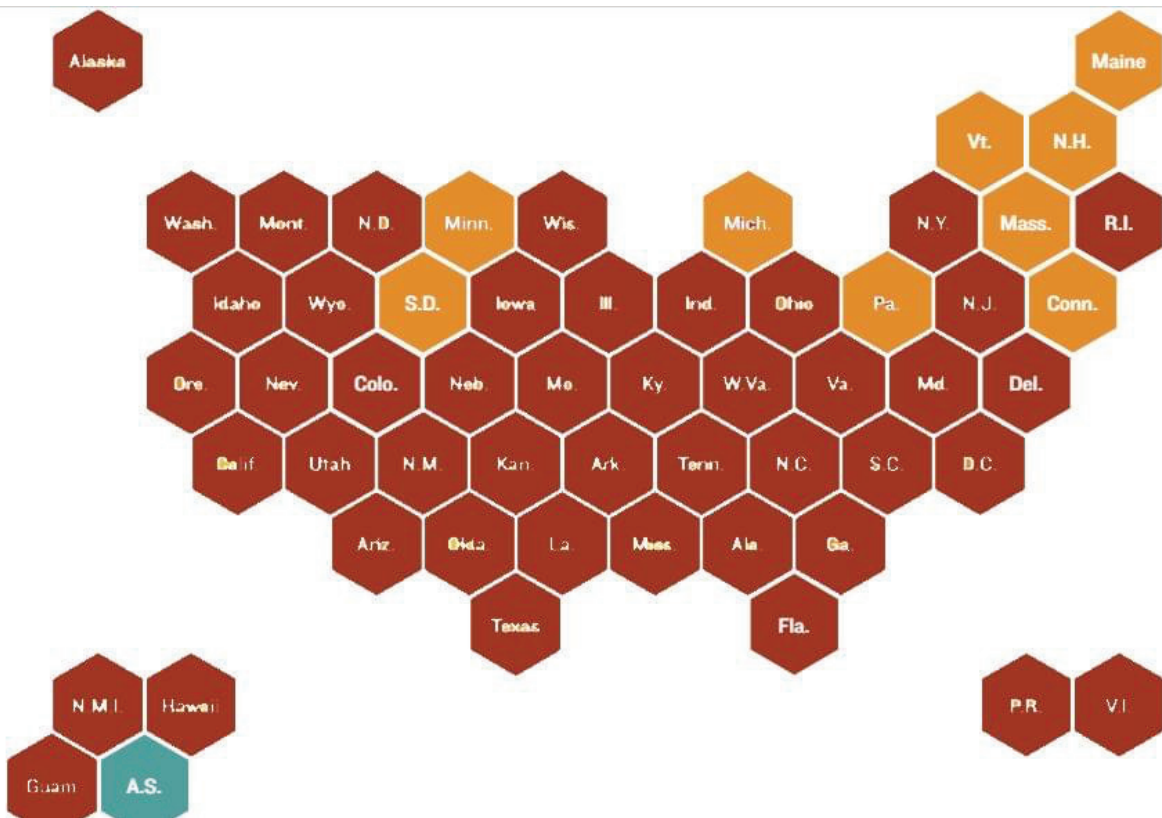 Alaska Maine
Vt. N.H.
Wash. Mont. N.D. Minn. Wis. Mich. N.Y. Mass. R.I.
Idaho Wyo. S.D. Iowa Ill. Ind. Ohio Pa. N.J. Conn.
Ore. Nev. Colo. Neb. Mo. Ky. W.Va. Va. Md. Del.
Calif. Utah N.M. Kan. Ark. Tenn. N.C. S.C. D.C.
Ariz. Okla. La. Miss. Ala. Ga.
Texas Fla.
N.M.I. Hawaii P.R. V.I.
Guam A.S.